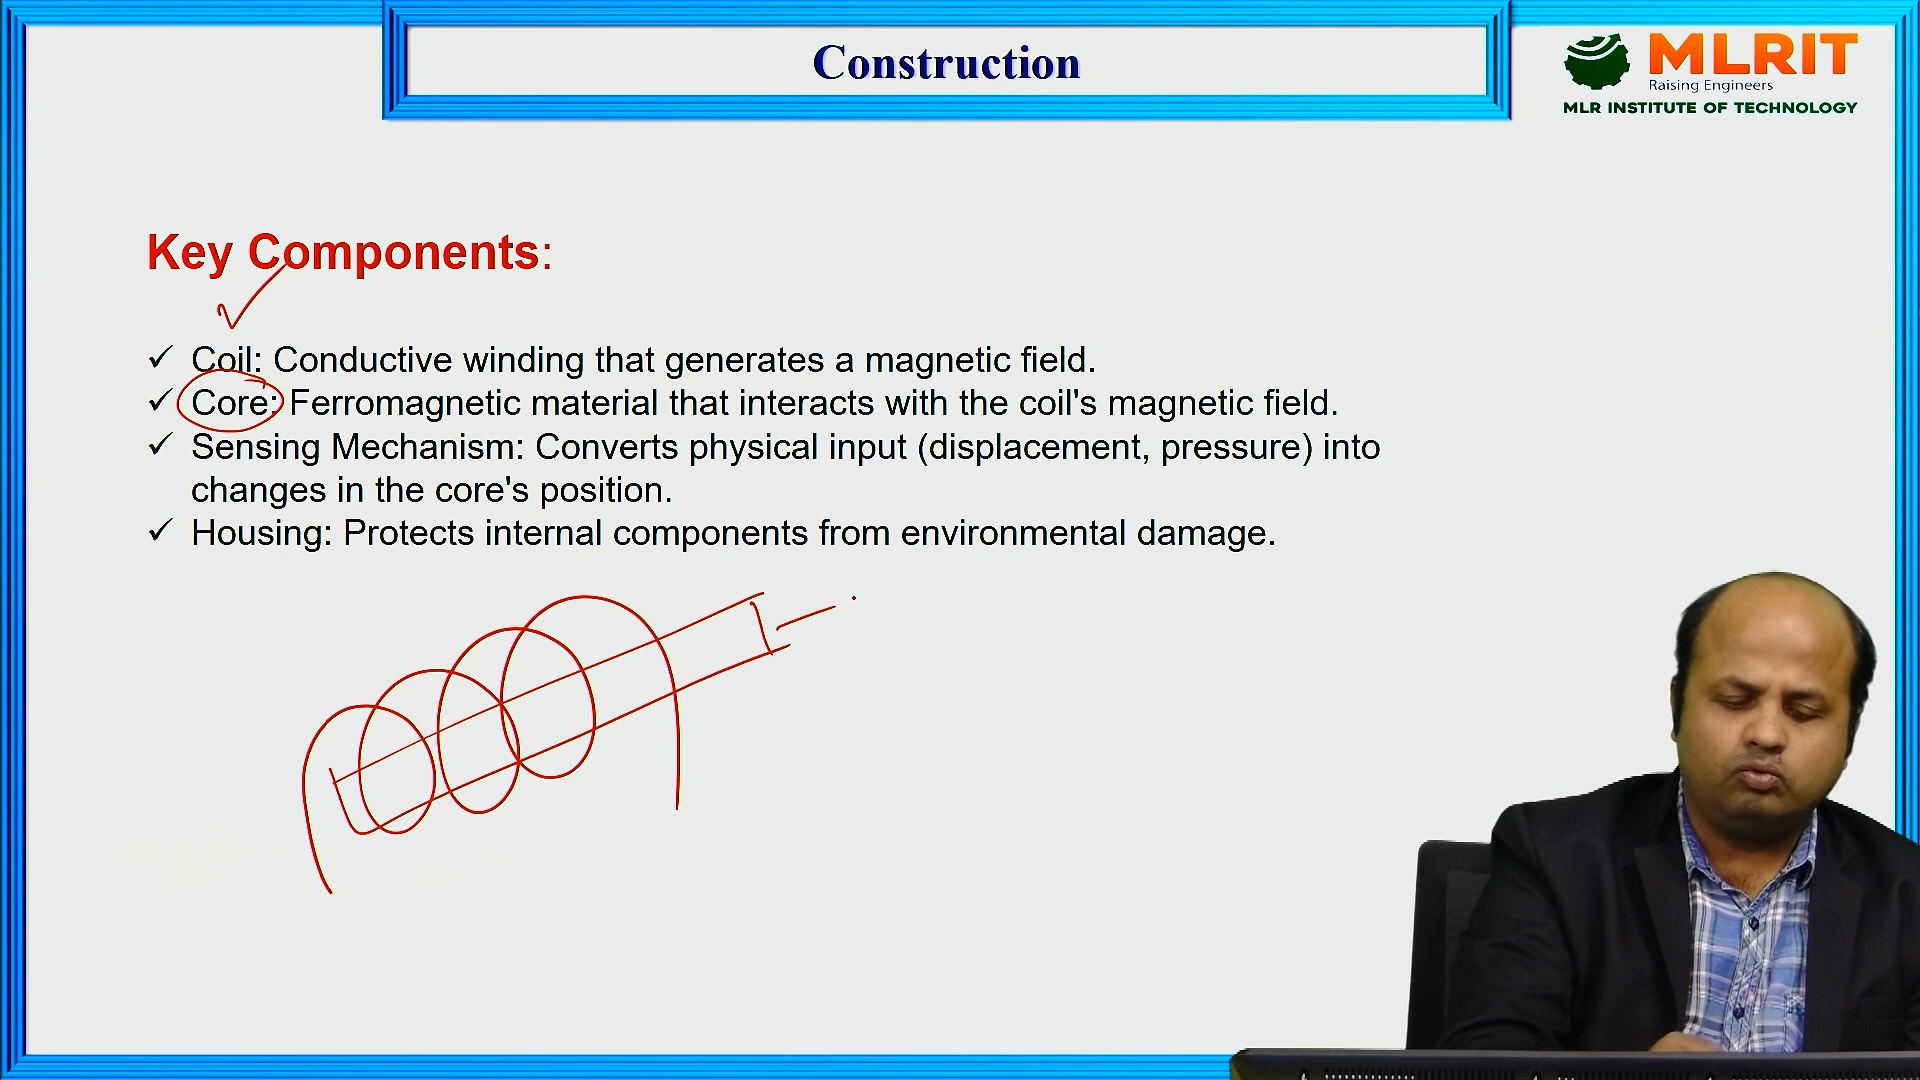 Construction
MLRIT
Raising Engineers
MLR INSTITUTE OF TECHNOLOGY
Key Components:
✓ Coil: Conductive winding that generates a magnetic field.
✓ Core: Ferromagnetic material that interacts with the coil's magnetic field.
✓ Sensing Mechanism: Converts physical input (displacement, pressure) into
changes in the core's position.
✓ Housing: Protects internal components from environmental damage.